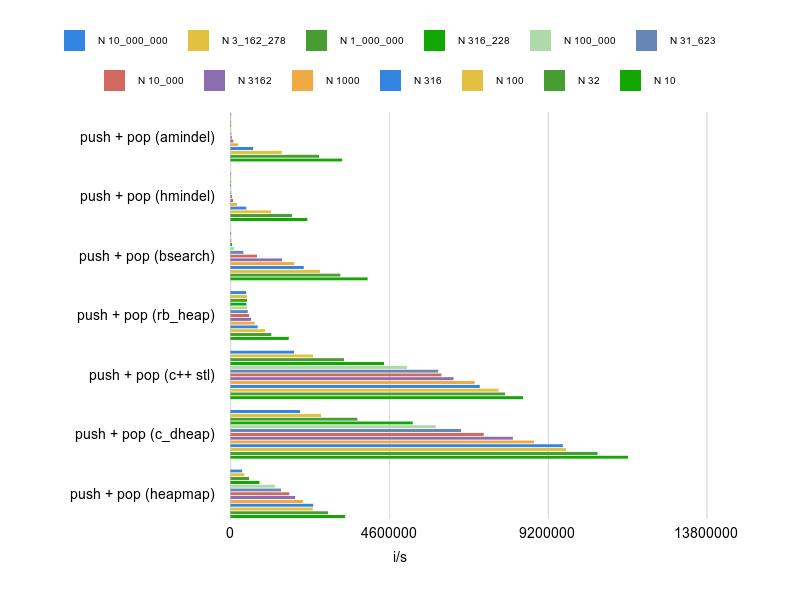 N 10_000_000 N 3_162_278 N 1_000_000 N 316_228 N 100_000 N 31_623
N 10_000 N 3162 N 1000 N 316 N 100 N 32 N 10
push + pop (amindel)
push + pop (hmindel)
push + pop (bsearch)
push + pop (rb_heap)
push + pop (c++ stl)
push + pop (c_dheap)
push + pop (heapmap)
0 4600000 9200000 13800000
i/s